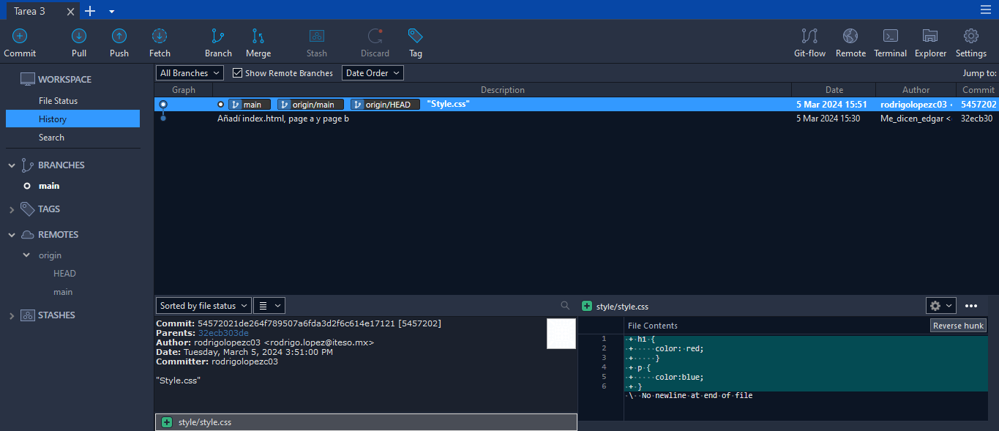 Tarea 3
Commit Pull Push Fetch Branch Merge Stash Discard Tag Git-flow Remote Terminal Explorer Settings
WORKSPACE
File Status
History
Search
BRANCHES
main
TAGS
REMOTES
origin
HEAD
main
STASHES
All Branches Show Remote Branches Date Order Jump to:
Graph Description Date Author Commit
main origin/main origin/HEAD "Style.css" 5 Mar 2024 15:51 rodrigolopezc03 < 5457202
Añadí index.html, page a y page b 5 Mar 2024 15:30 Me_dicen_edgar < 32ecb30
Sorted by file status
Commit: 54572021de264f789507a6fda3d2f6c614e17121 [5457202]
Parents: 32ecb303de
Author: rodrigolopezc03 <rodrigo.lopez@iteso.mx>
Date: Tuesday, March 5, 2024 3:51:00 PM
Committer: rodrigolopezc03
"Style.css"
style/style.css
style/style.css
File Contents Reverse hunk
1 + h1 {
2 + color: red;
3 + }
4 + p {
5 + color:blue;
6 + }
\ No newline at end of file